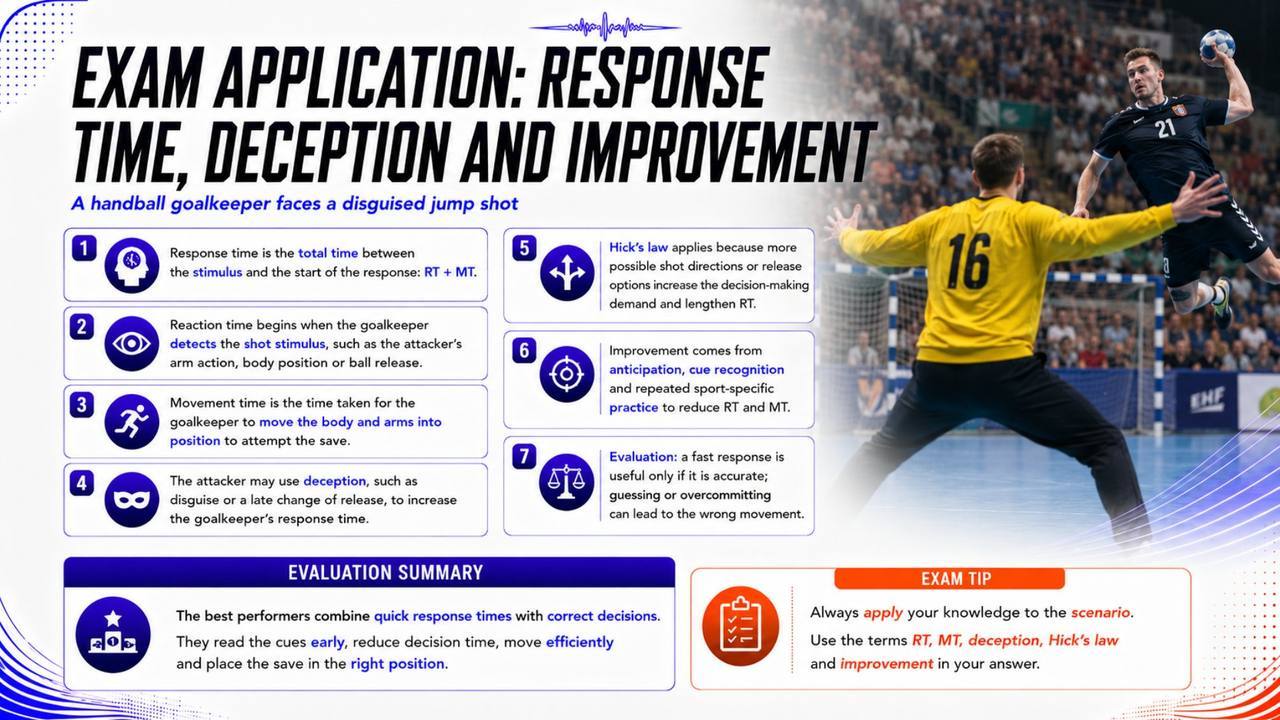 EXAM APPLICATION: RESPONSE
TIME, DECEPTION AND IMPROVEMENT
A handball goalkeeper faces a disguised jump shot
1
Response time is the total time between
the stimulus and the start of the response: RT + MT.
2
Reaction time begins when the goalkeeper
detects the shot stimulus, such as the attacker's
arm action, body position or ball release.
3
Movement time is the time taken for the
goalkeeper to move the body and arms into
position to attempt the save.
4
The attacker may use deception, such as
disguise or a late change of release, to increase
the goalkeeper's response time.
5
Hick's law applies because more
possible shot directions or release
options increase the decision-making
demand and lengthen RT.
6
Improvement comes from
anticipation, cue recognition
and repeated sport-specific
practice to reduce RT and MT.
7
Evaluation: a fast response is
useful only if it is accurate;
guessing or overcommitting
can lead to the wrong movement.
21
16
EHF
EVALUATION SUMMARY
1
The best performers combine quick response times with correct decisions.
They read the cues early, reduce decision time, move efficiently
and place the save in the right position.
EXAM TIP
Always apply your knowledge to the scenario.
Use the terms RT, MT, deception, Hick's law
and improvement in your answer.